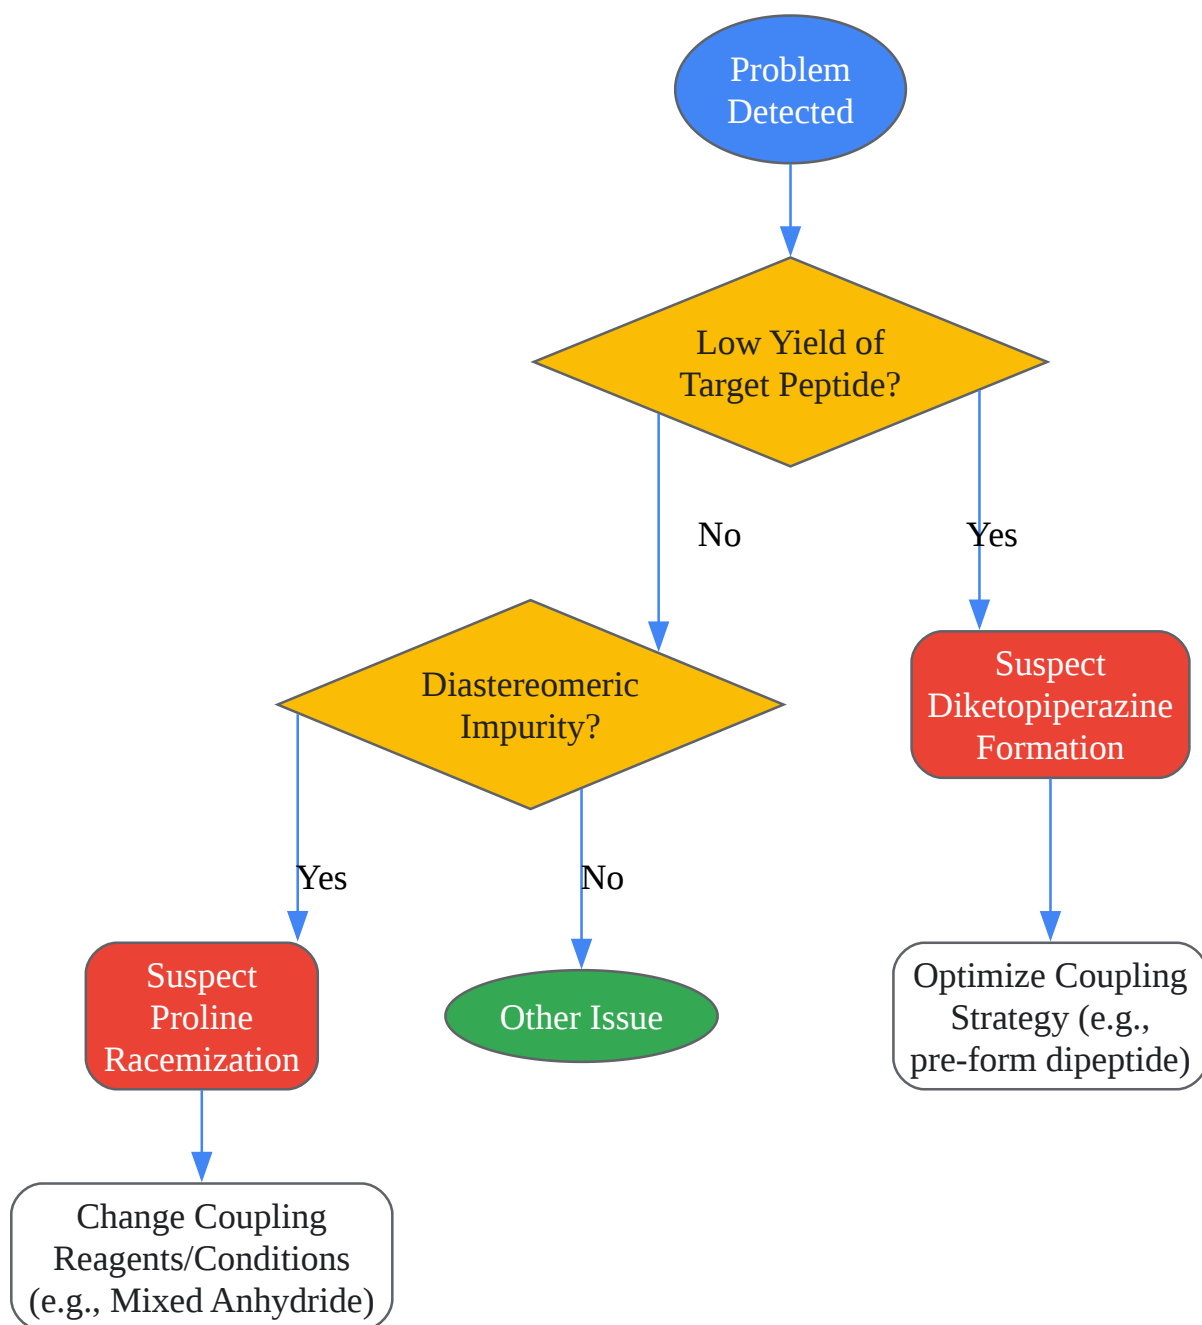 Problem
Detected
Low Yield of
Target Peptide?
No
Yes
Diastereomeric
Impurity?
Suspect
Diketopiperazine
Formation
Yes
No
Suspect
Proline
Racemization
Other Issue
Optimize Coupling
Strategy (e.g.,
pre-form dipeptide)
Change Coupling
Reagents/Conditions
(e.g., Mixed Anhydride)